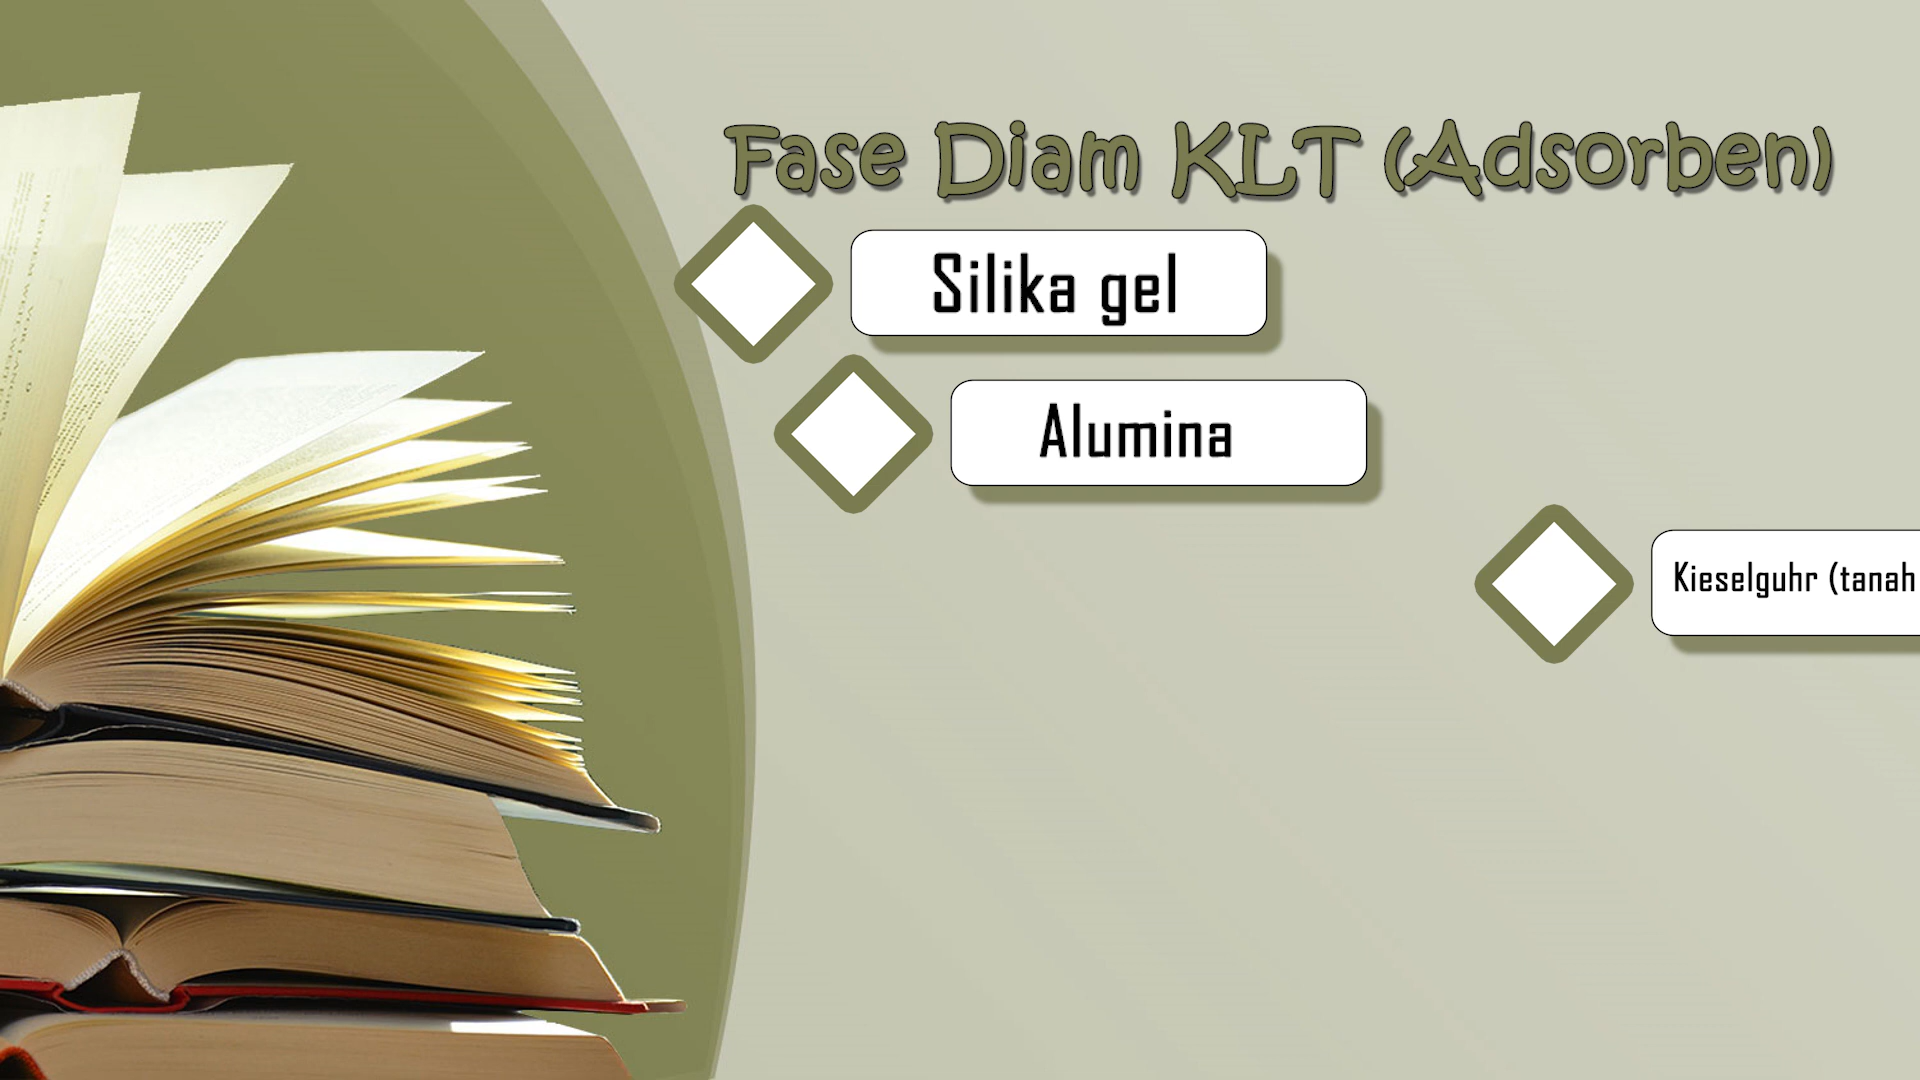 Fase Diam KLT (Adsorben)
Silika gel
Alumina
Kieselguhr (tanah